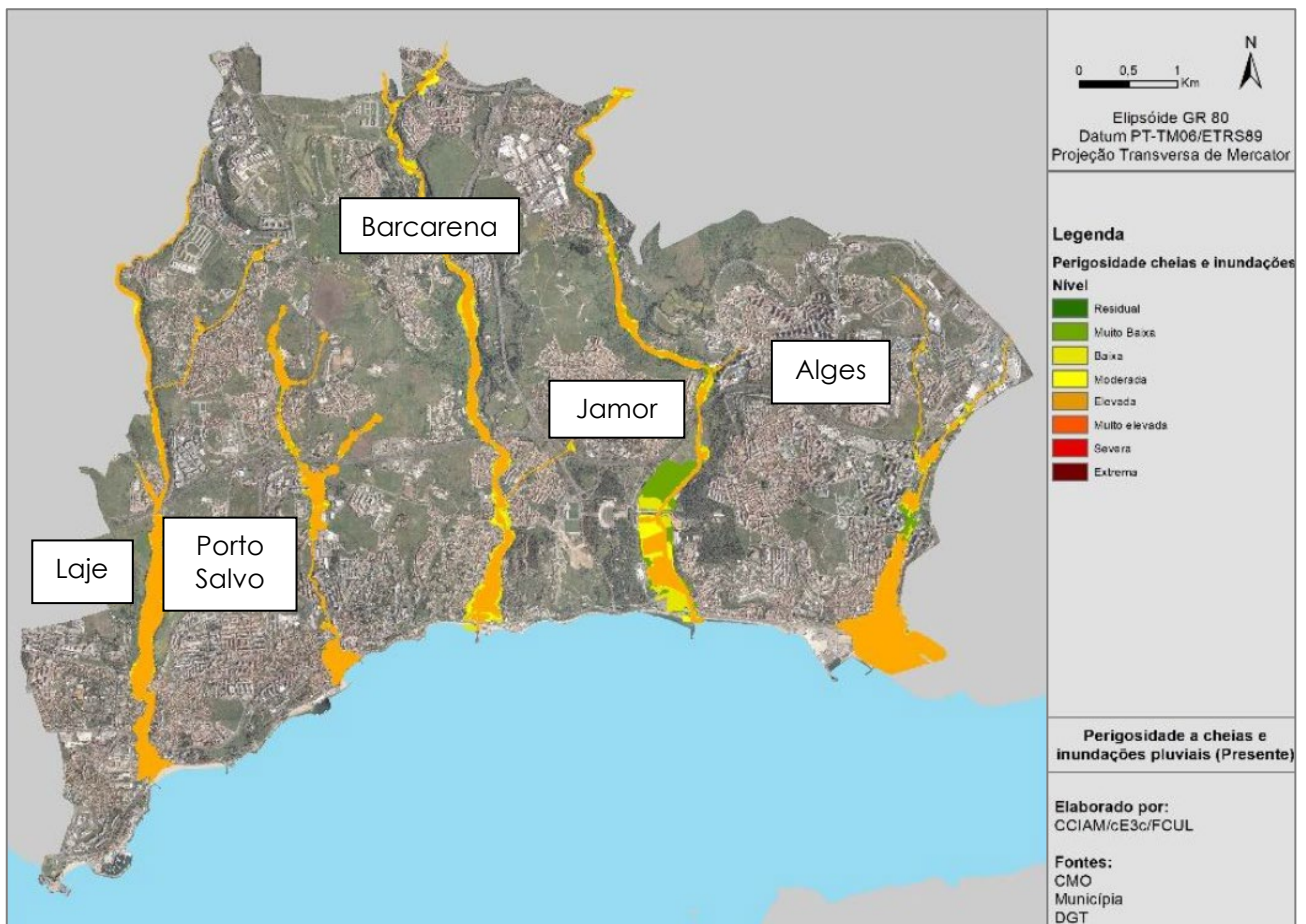 Barcarena
Jamor
Alges
Laje
Porto
Salvo
N
0 0,5 1
Km
Elipsóide GR 80
Datum PT-TM06/ETRS89
Projeção Transversa de Mercator
Legenda
Perigosidade cheias e inundações
Nível
Residual
Muito Baixa
Baixa
Moderada
Elevada
Muito elevada
Severa
Extrema
Perigosidade a cheias e
inundações pluviais (Presente)
Elaborado por:
CCIAM/cE3c/FCUL
Fontes:
CMO
Municípia
DGT